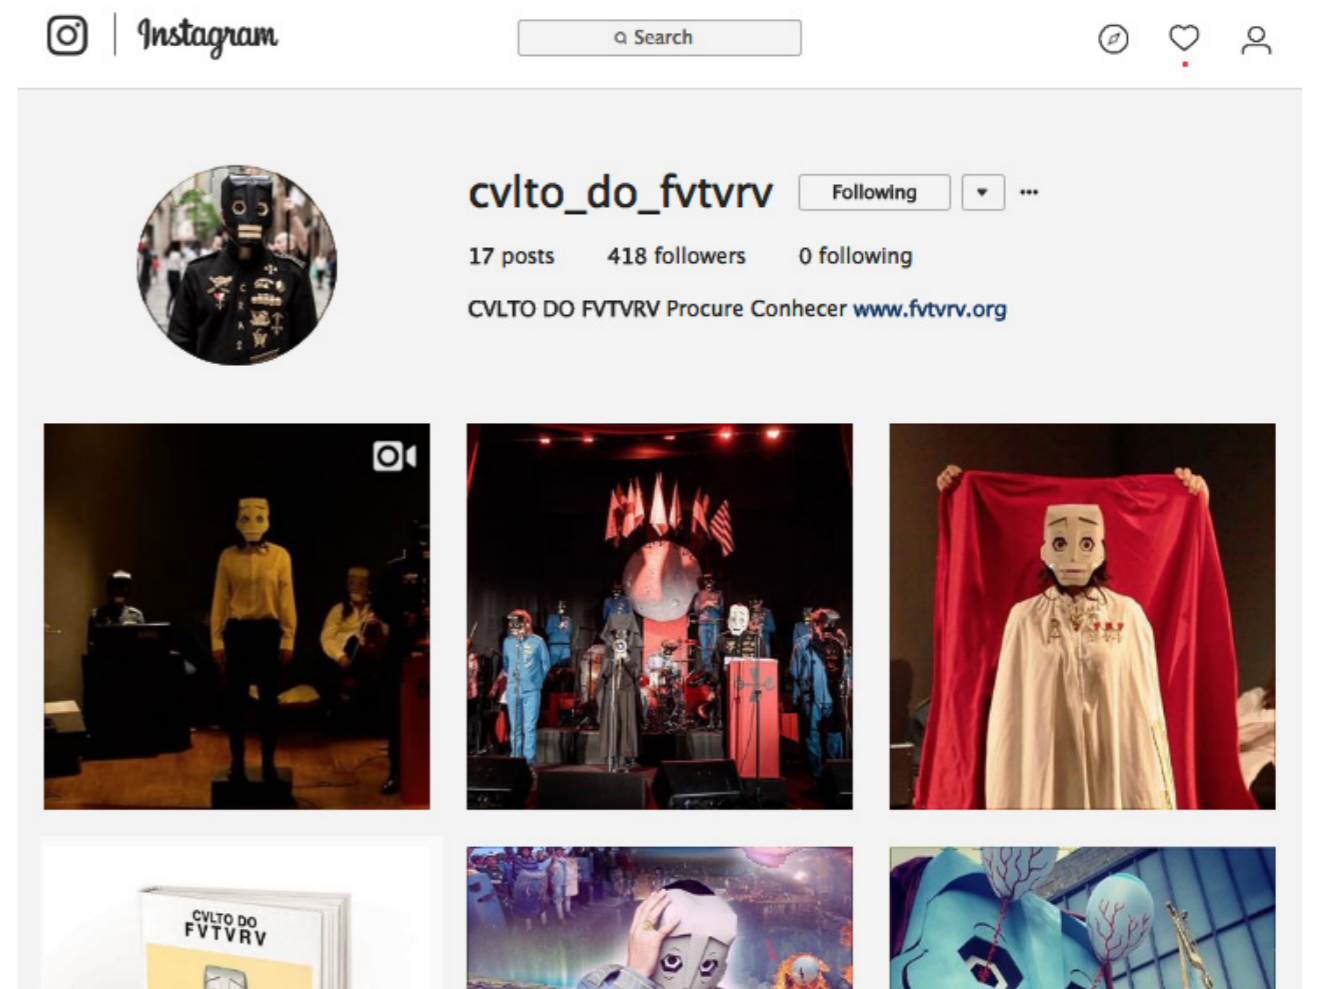 Instagram
Search
cvlto_do_fvtvrv Following
17 posts 418 followers 0 following
CVLTO DO FVTVRV Procure Conhecer www.fvtvrv.org
CVLTO DO
FVTVRV